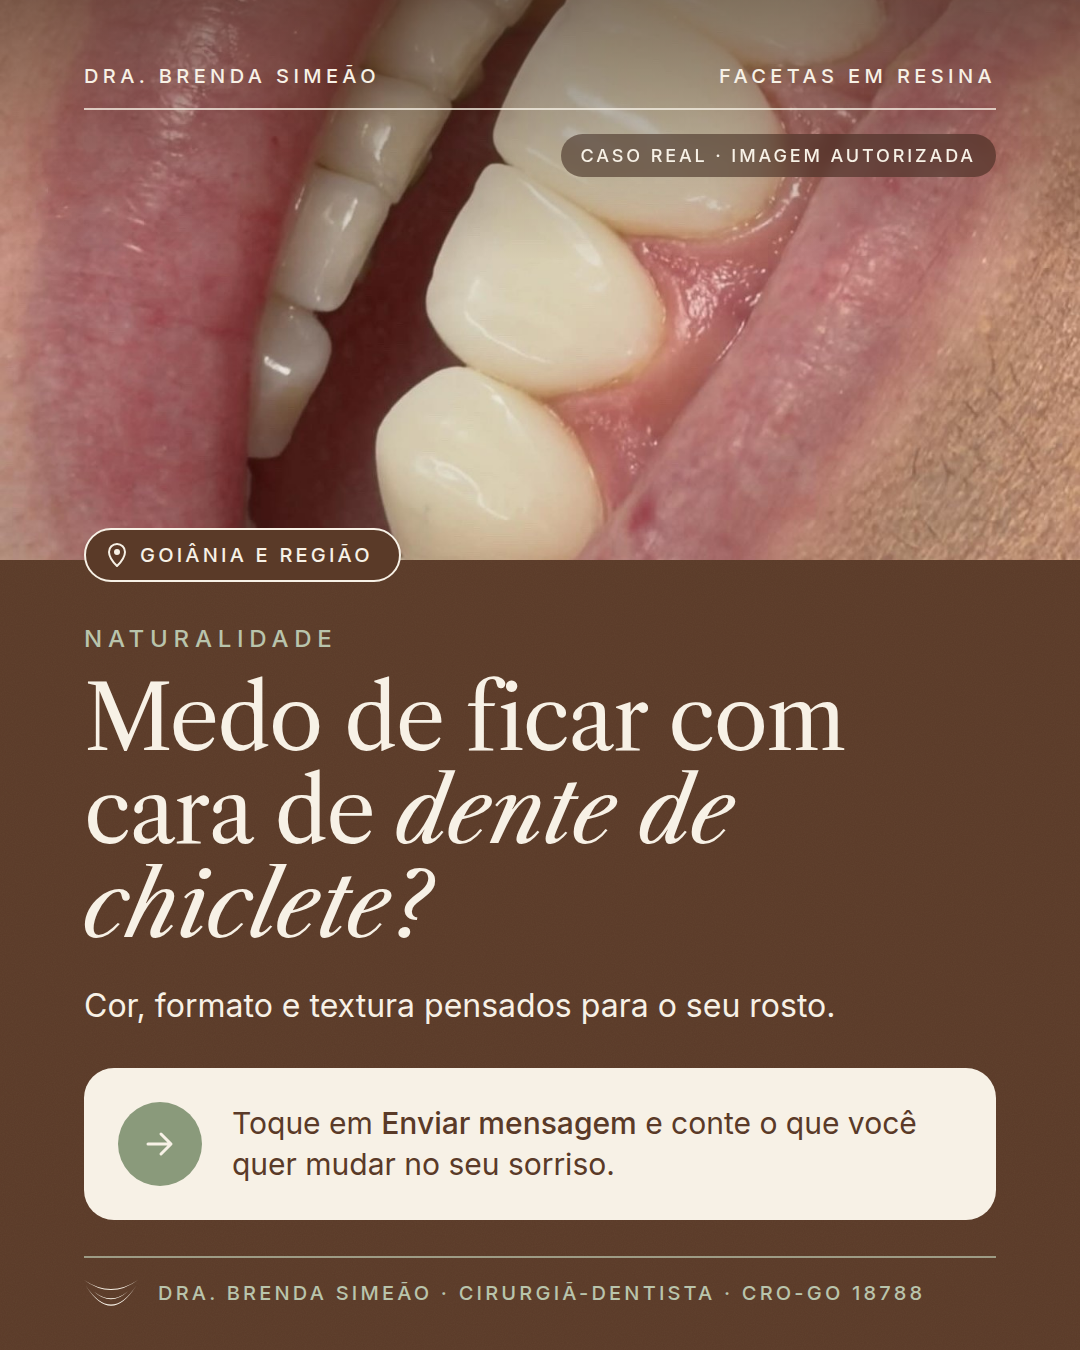 DRA. BRENDA SIMEÃO
FACETAS EM RESINA
CASO REAL · IMAGEM AUTORIZADA
GOIÂNIA E REGIÃO
NATURALIDADE
Medo de ficar com
cara de dente de
chiclete?
Cor, formato e textura pensados para o seu rosto.
Toque em Enviar mensagem e conte o que você
quer mudar no seu sorriso.
DRA. BRENDA SIMEÃO · CIRURGIÃ-DENTISTA · CRO-GO 18788